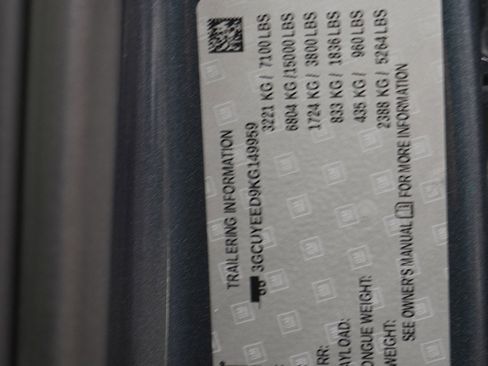 TRAILERING INFORMATION
3GCUYEED9KG149959
3221 KG / 7100 LBS
6804 KG /15000 LBS
RR: 1724 KG / 3800 LBS
AYLOAD: 833 KG / 1836 LBS
ONGUE WEIGHT: 435 KG / 960 LBS
WEIGHT: 2388 KG / 5264 LBS
SEE OWNER'S MANUAL FOR MORE INFORMATION